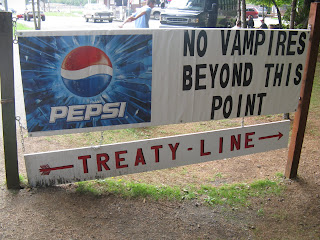 PEPSI
NO VAMPIRES
BEYOND THIS
POINT
TREATY-LINE